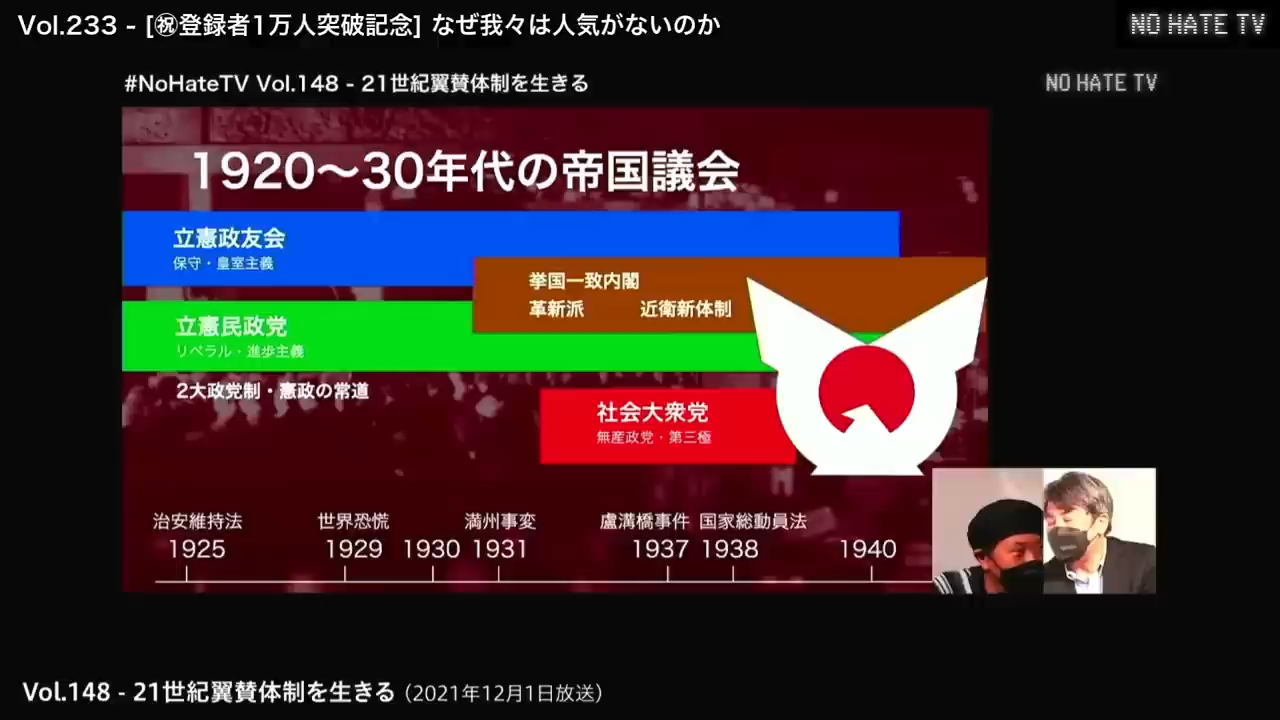 Vol.233 - [㊗登録者1万人突破記念] なぜ我々は人気がないのか
NO HATE TV
#NoHateTV Vol.148 - 21世紀翼賛体制を生きる
NO HATE TV
1920〜30年代の帝国議会
立憲政友会
保守・皇室主義
挙国一致内閣
革新派 近衛新体制
立憲民政党
リベラル・進歩主義
2大政党制・憲政の常道
社会大衆党
無産政党・第三極
治安維持法 世界恐慌 満州事変 盧溝橋事件 国家総動員法
1925 1929 1930 1931 1937 1938 1940
Vol.148 - 21世紀翼賛体制を生きる（2021年12月1日放送）